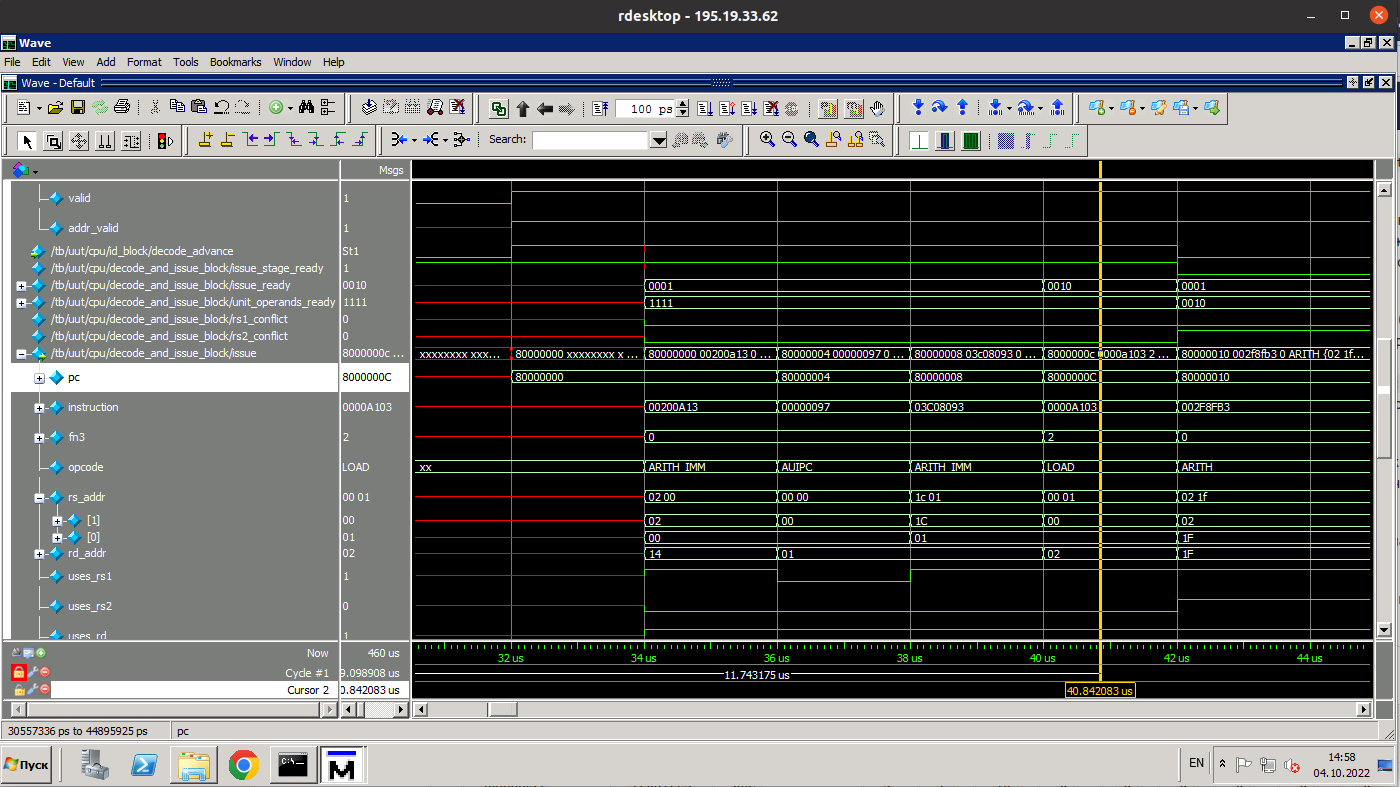 rdesktop - 195.19.33.62
Wave
File Edit View Add Format Tools Bookmarks Window Help
Wave - Default
100 ps
Search:
Msgs
valid 1
addr_valid 1
/tb/uut/cpu/id_block/decode_advance St1
/tb/uut/cpu/decode_and_issue_block/issue_stage_ready 1
/tb/uut/cpu/decode_and_issue_block/issue_ready 0010 0001 0010 0001
/tb/uut/cpu/decode_and_issue_block/unit_operands_ready 1111 1111 0010
/tb/uut/cpu/decode_and_issue_block/rs1_conflict 0
/tb/uut/cpu/decode_and_issue_block/rs2_conflict 0
/tb/uut/cpu/decode_and_issue_block/issue 8000000c ... xxxxxxxx xxx... 80000000 xxxxxxxx x ... 80000000 00200a13 0 ... 80000004 00000097 0 ... 80000008 03c08093 0 ... 8000000c 0000a103 2 ... 80000010 002f8fb3 0 ARITH {02 1f...
pc 8000000C 80000000 80000004 80000008 8000000C 80000010
instruction 0000A103 00200A13 00000097 03C08093 0000A103 002F8FB3
fn3 2 0 2 0
opcode LOAD xx ARITH_IMM AUIPC ARITH_IMM LOAD ARITH
rs_addr 00 01 02 00 00 00 1c 01 00 01 02 1f
[1] 00 02 00 1C 00 02
[0] 01 00 01 1F
rd_addr 02 14 01 02 1F
uses_rs1 1
uses_rs2 0
uses_rd 1
Now 460 us 32 us 34 us 36 us 38 us 40 us 42 us 44 us
Cycle #1 9.098908 us 11.743175 us
Cursor 2 0.842083 us 40.842083 us
30557336 ps to 44895925 ps pc
Пуск
C:\.
M
EN
14:58
04.10.2022